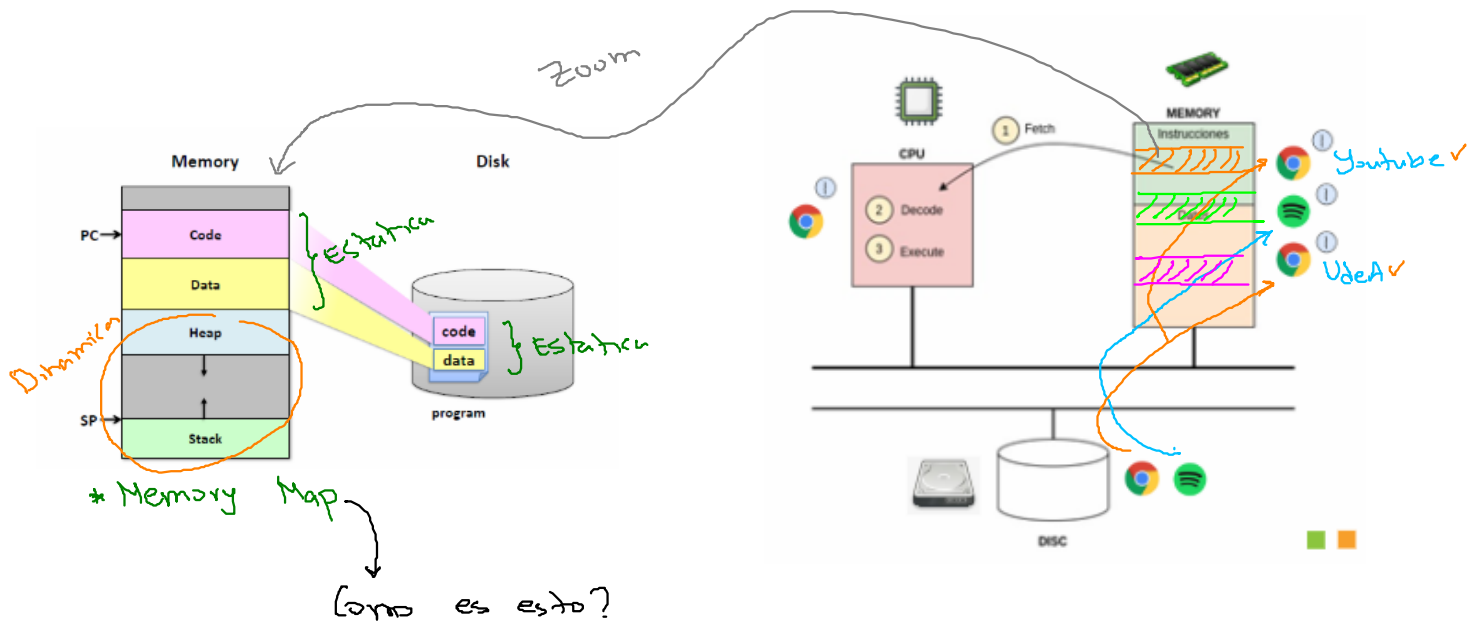 Zoom
Memory
Disk
PC
Code
Data
Heap
SP
Stack
Estatica
Dinamica
code
data
Estatica
program
* Memory Map
Como es esto?
MEMORY
Instrucciones
Datos
CPU
1 Fetch
2 Decode
3 Execute
I
I Youtube ✓
I
I UdeA ✓
DISC